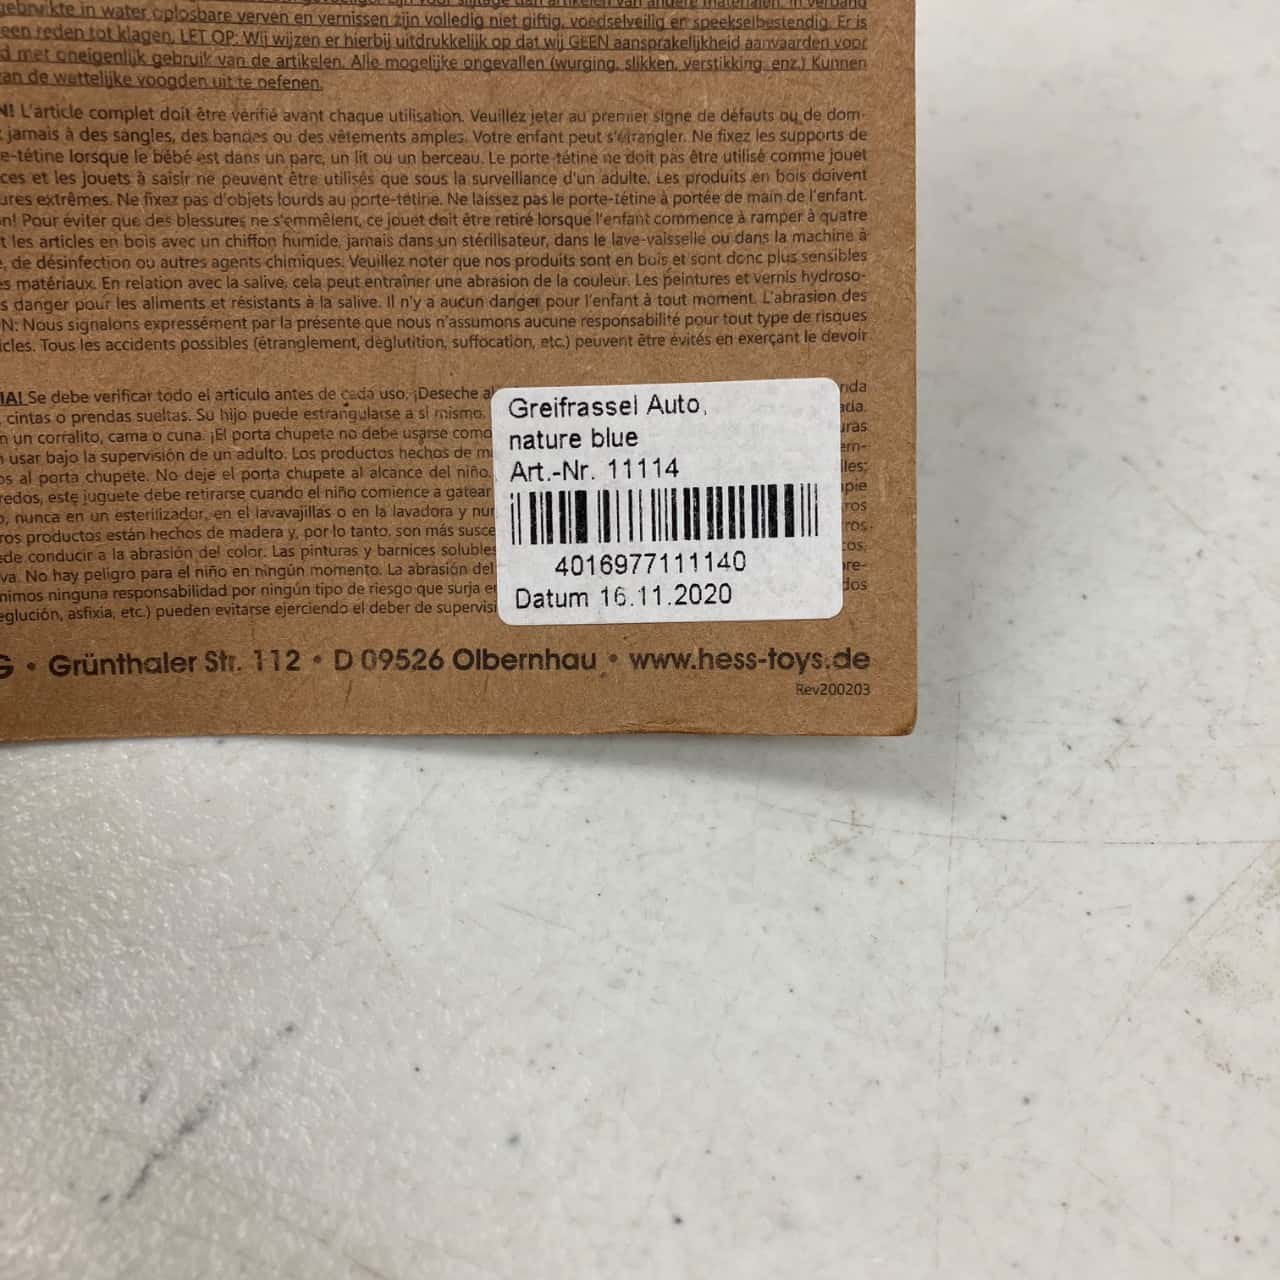 gebruikte in water oplosbare verven en vernissen zijn volledig niet giftig, voedselveilig en speekselbestendig. Er is
een reden tot klagen. LET OP: Wij wijzen er hierbij uitdrukkelijk op dat wij GEEN aansprakelijkheid aanvaarden voor
d met oneigenlijk gebruik van de artikelen. Alle mogelijke ongevallen (wurging, slikken, verstikking, enz.) Kunnen
an de wettelijke voogden uit te oefenen.
N! L'article complet doit être vérifié avant chaque utilisation. Veuillez jeter au premier signe de défauts ou de dom-
jamais à des sangles, des bandes ou des vêtements amples. Votre enfant peut s'étrangler. Ne fixez les supports de
e-tétine lorsque le bébé est dans un parc, un lit ou un berceau. Le porte-tétine ne doit pas être utilisé comme jouet
ces et les jouets à saisir ne peuvent être utilisés que sous la surveillance d'un adulte. Les produits en bois doivent
ures extrêmes. Ne fixez pas d'objets lourds au porte-tétine. Ne laissez pas le porte-tétine à portée de main de l'enfant.
on! Pour éviter que des blessures ne s'emmêlent, ce jouet doit être retiré lorsque l'enfant commence à ramper à quatre
t les articles en bois avec un chiffon humide, jamais dans un stérilisateur, dans le lave-vaisselle ou dans la machine à
, de désinfection ou autres agents chimiques. Veuillez noter que nos produits sont en bois et sont donc plus sensibles
es matériaux. En relation avec la salive, cela peut entraîner une abrasion de la couleur. Les peintures et vernis hydroso-
s danger pour les aliments et résistants à la salive. Il n'y a aucun danger pour l'enfant à tout moment. L'abrasion des
N: Nous signalons expressément par la présente que nous n'assumons aucune responsabilité pour tout type de risques
icles. Tous les accidents possibles (étranglement, déglutition, suffocation, etc.) peuvent être évités en exerçant le devoir
IA! Se debe verificar todo el artículo antes de cada uso. ¡Deseche al nda
, cintas o prendas sueltas. Su hijo puede estrangularse a sí mismo. ada.
n un corralito, cama o cuna. ¡El porta chupete no debe usarse como uras
n usar bajo la supervisión de un adulto. Los productos hechos de m ern-
os al porta chupete. No deje el porta chupete al alcance del niño. lles;
redos, este juguete debe retirarse cuando el niño comience a gatear pie
o, nunca en un esterilizador, en el lavavajillas o en la lavadora y nun ros
ros productos están hechos de madera y, por lo tanto, son más susce ros-
ede conducir a la abrasión del color. Las pinturas y barnices solubles cos,
va. No hay peligro para el niño en ningún momento. La abrasión del pre-
nimos ninguna responsabilidad por ningún tipo de riesgo que surja e dos
eglución, asfixia, etc.) pueden evitarse ejerciendo el deber de supervisi
Greifrassel Auto,
nature blue
Art.-Nr. 11114
4016977111140
Datum 16.11.2020
G • Grünthaler Str. 112 • D 09526 Olbernhau • www.hess-toys.de
Rev200203